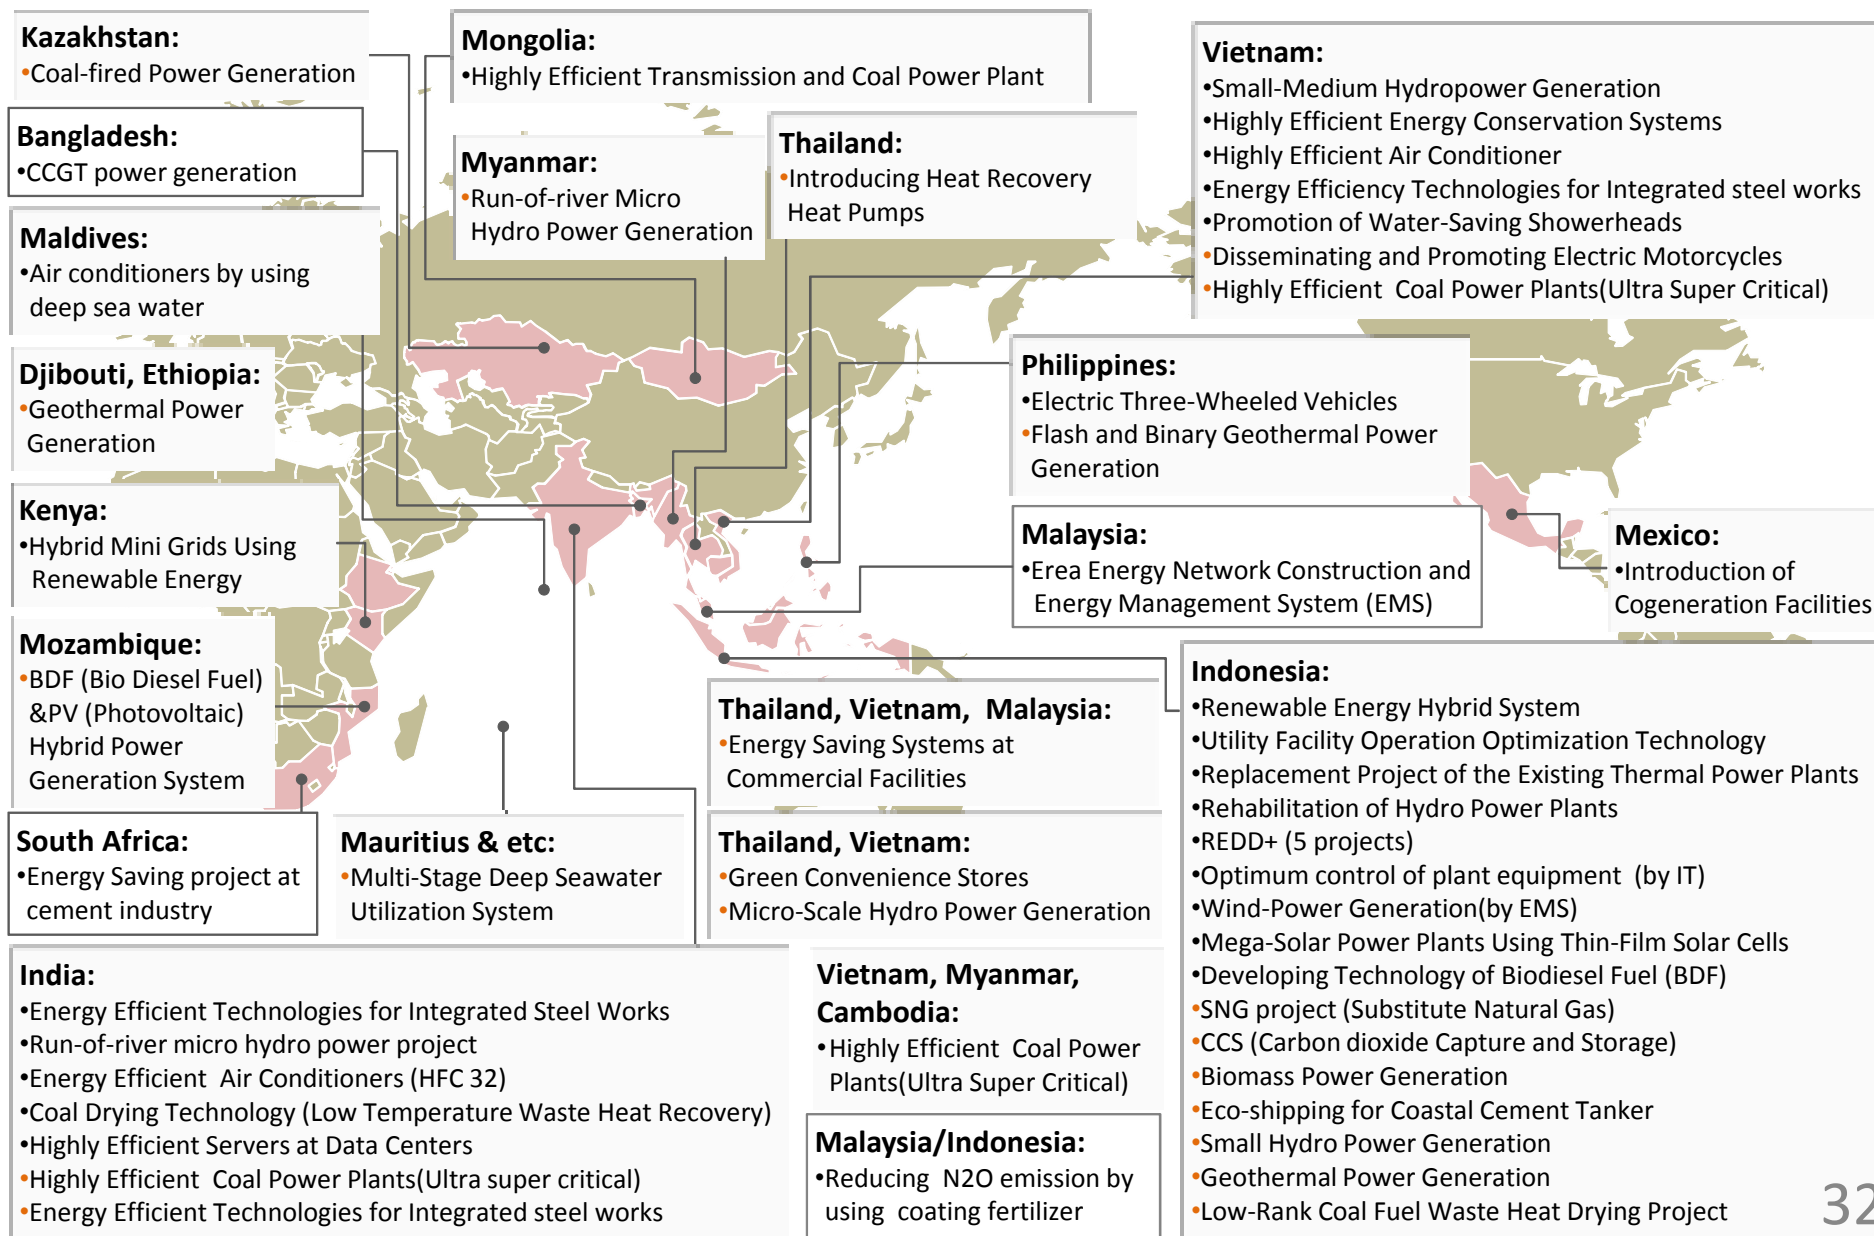 Kazakhstan:
•Coal-fired Power Generation
Mongolia:
•Highly Efficient Transmission and Coal Power Plant
Vietnam:
•Small-Medium Hydropower Generation
•Highly Efficient Energy Conservation Systems
•Highly Efficient Air Conditioner
•Energy Efficiency Technologies for Integrated steel works
•Promotion of Water-Saving Showerheads
•Disseminating and Promoting Electric Motorcycles
•Highly Efficient Coal Power Plants(Ultra Super Critical)
Bangladesh:
•CCGT power generation
Myanmar:
•Run-of-river Micro
Hydro Power Generation
Thailand:
•Introducing Heat Recovery
Heat Pumps
Maldives:
•Air conditioners by using
deep sea water
Djibouti, Ethiopia:
•Geothermal Power
Generation
Philippines:
•Electric Three-Wheeled Vehicles
•Flash and Binary Geothermal Power
Generation
Kenya:
•Hybrid Mini Grids Using
Renewable Energy
Malaysia:
•Erea Energy Network Construction and
Energy Management System (EMS)
Mexico:
•Introduction of
Cogeneration Facilities
Mozambique:
•BDF (Bio Diesel Fuel)
&PV (Photovoltaic)
Hybrid Power
Generation System
Thailand, Vietnam, Malaysia:
•Energy Saving Systems at
Commercial Facilities
Indonesia:
•Renewable Energy Hybrid System
•Utility Facility Operation Optimization Technology
•Replacement Project of the Existing Thermal Power Plants
•Rehabilitation of Hydro Power Plants
•REDD+ (5 projects)
•Optimum control of plant equipment (by IT)
•Wind-Power Generation(by EMS)
•Mega-Solar Power Plants Using Thin-Film Solar Cells
•Developing Technology of Biodiesel Fuel (BDF)
•SNG project (Substitute Natural Gas)
•CCS (Carbon dioxide Capture and Storage)
•Biomass Power Generation
•Eco-shipping for Coastal Cement Tanker
•Small Hydro Power Generation
•Geothermal Power Generation
•Low-Rank Coal Fuel Waste Heat Drying Project
South Africa:
•Energy Saving project at
cement industry
Mauritius & etc:
•Multi-Stage Deep Seawater
Utilization System
Thailand, Vietnam:
•Green Convenience Stores
•Micro-Scale Hydro Power Generation
India:
•Energy Efficient Technologies for Integrated Steel Works
•Run-of-river micro hydro power project
•Energy Efficient Air Conditioners (HFC 32)
•Coal Drying Technology (Low Temperature Waste Heat Recovery)
•Highly Efficient Servers at Data Centers
•Highly Efficient Coal Power Plants(Ultra super critical)
•Energy Efficient Technologies for Integrated steel works
Vietnam, Myanmar,
Cambodia:
•Highly Efficient Coal Power
Plants(Ultra Super Critical)
Malaysia/Indonesia:
•Reducing N2O emission by
using coating fertilizer
32